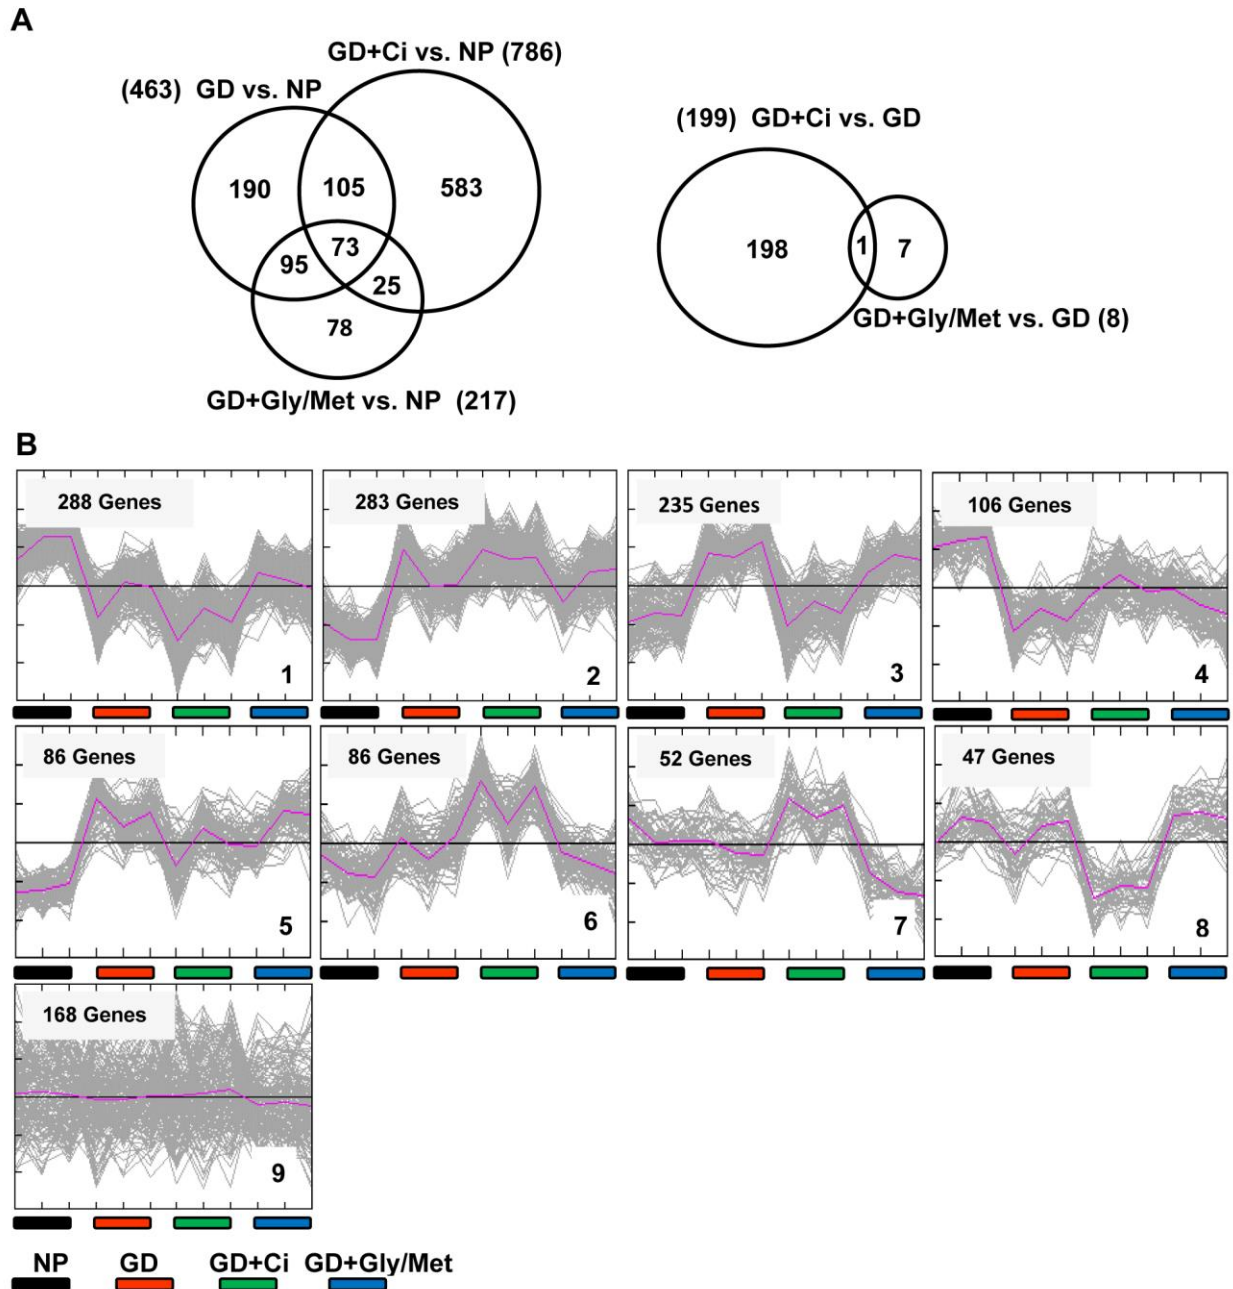 A
GD+Ci vs. NP (786)
(463) GD vs. NP
190
105
583
73
95
25
78
GD+Gly/Met vs. NP (217)
(199) GD+Ci vs. GD
198
1
7
GD+Gly/Met vs. GD (8)
B
288 Genes
1
283 Genes
2
235 Genes
3
106 Genes
4
86 Genes
5
86 Genes
6
52 Genes
7
47 Genes
8
168 Genes
9
NP GD GD+Ci GD+Gly/Met